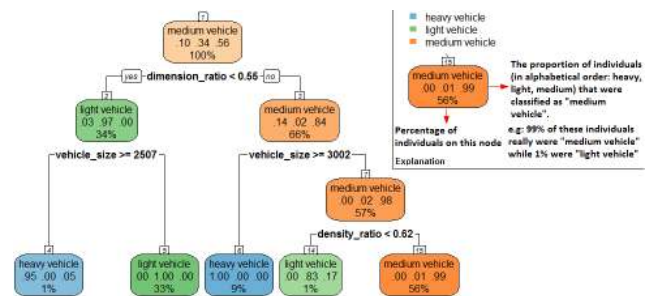 1
medium vehicle
.10 .34 .56
100%
yes dimension_ratio < 0.55 no
2
light vehicle
.03 .97 .00
34%
3
medium vehicle
.14 .02 .84
66%
vehicle_size >= 2507
vehicle_size >= 3002
7
medium vehicle
.00 .02 .98
57%
density_ratio < 0.62
4
heavy vehicle
.95 .00 .05
1%
5
light vehicle
.00 1.00 .00
33%
6
heavy vehicle
1.00 .00 .00
9%
14
light vehicle
.00 .83 .17
1%
15
medium vehicle
.00 .01 .99
56%
heavy vehicle
light vehicle
medium vehicle
15
medium vehicle
.00 .01 .99
56%
The proportion of individuals
(in alphabetical order: heavy,
light, medium) that were
classified as "medium
vehicle".
e.g: 99% of these individuals
really were "medium vehicle"
while 1% were "light vehicle"
Percentage of
individuals on this node
Explanation